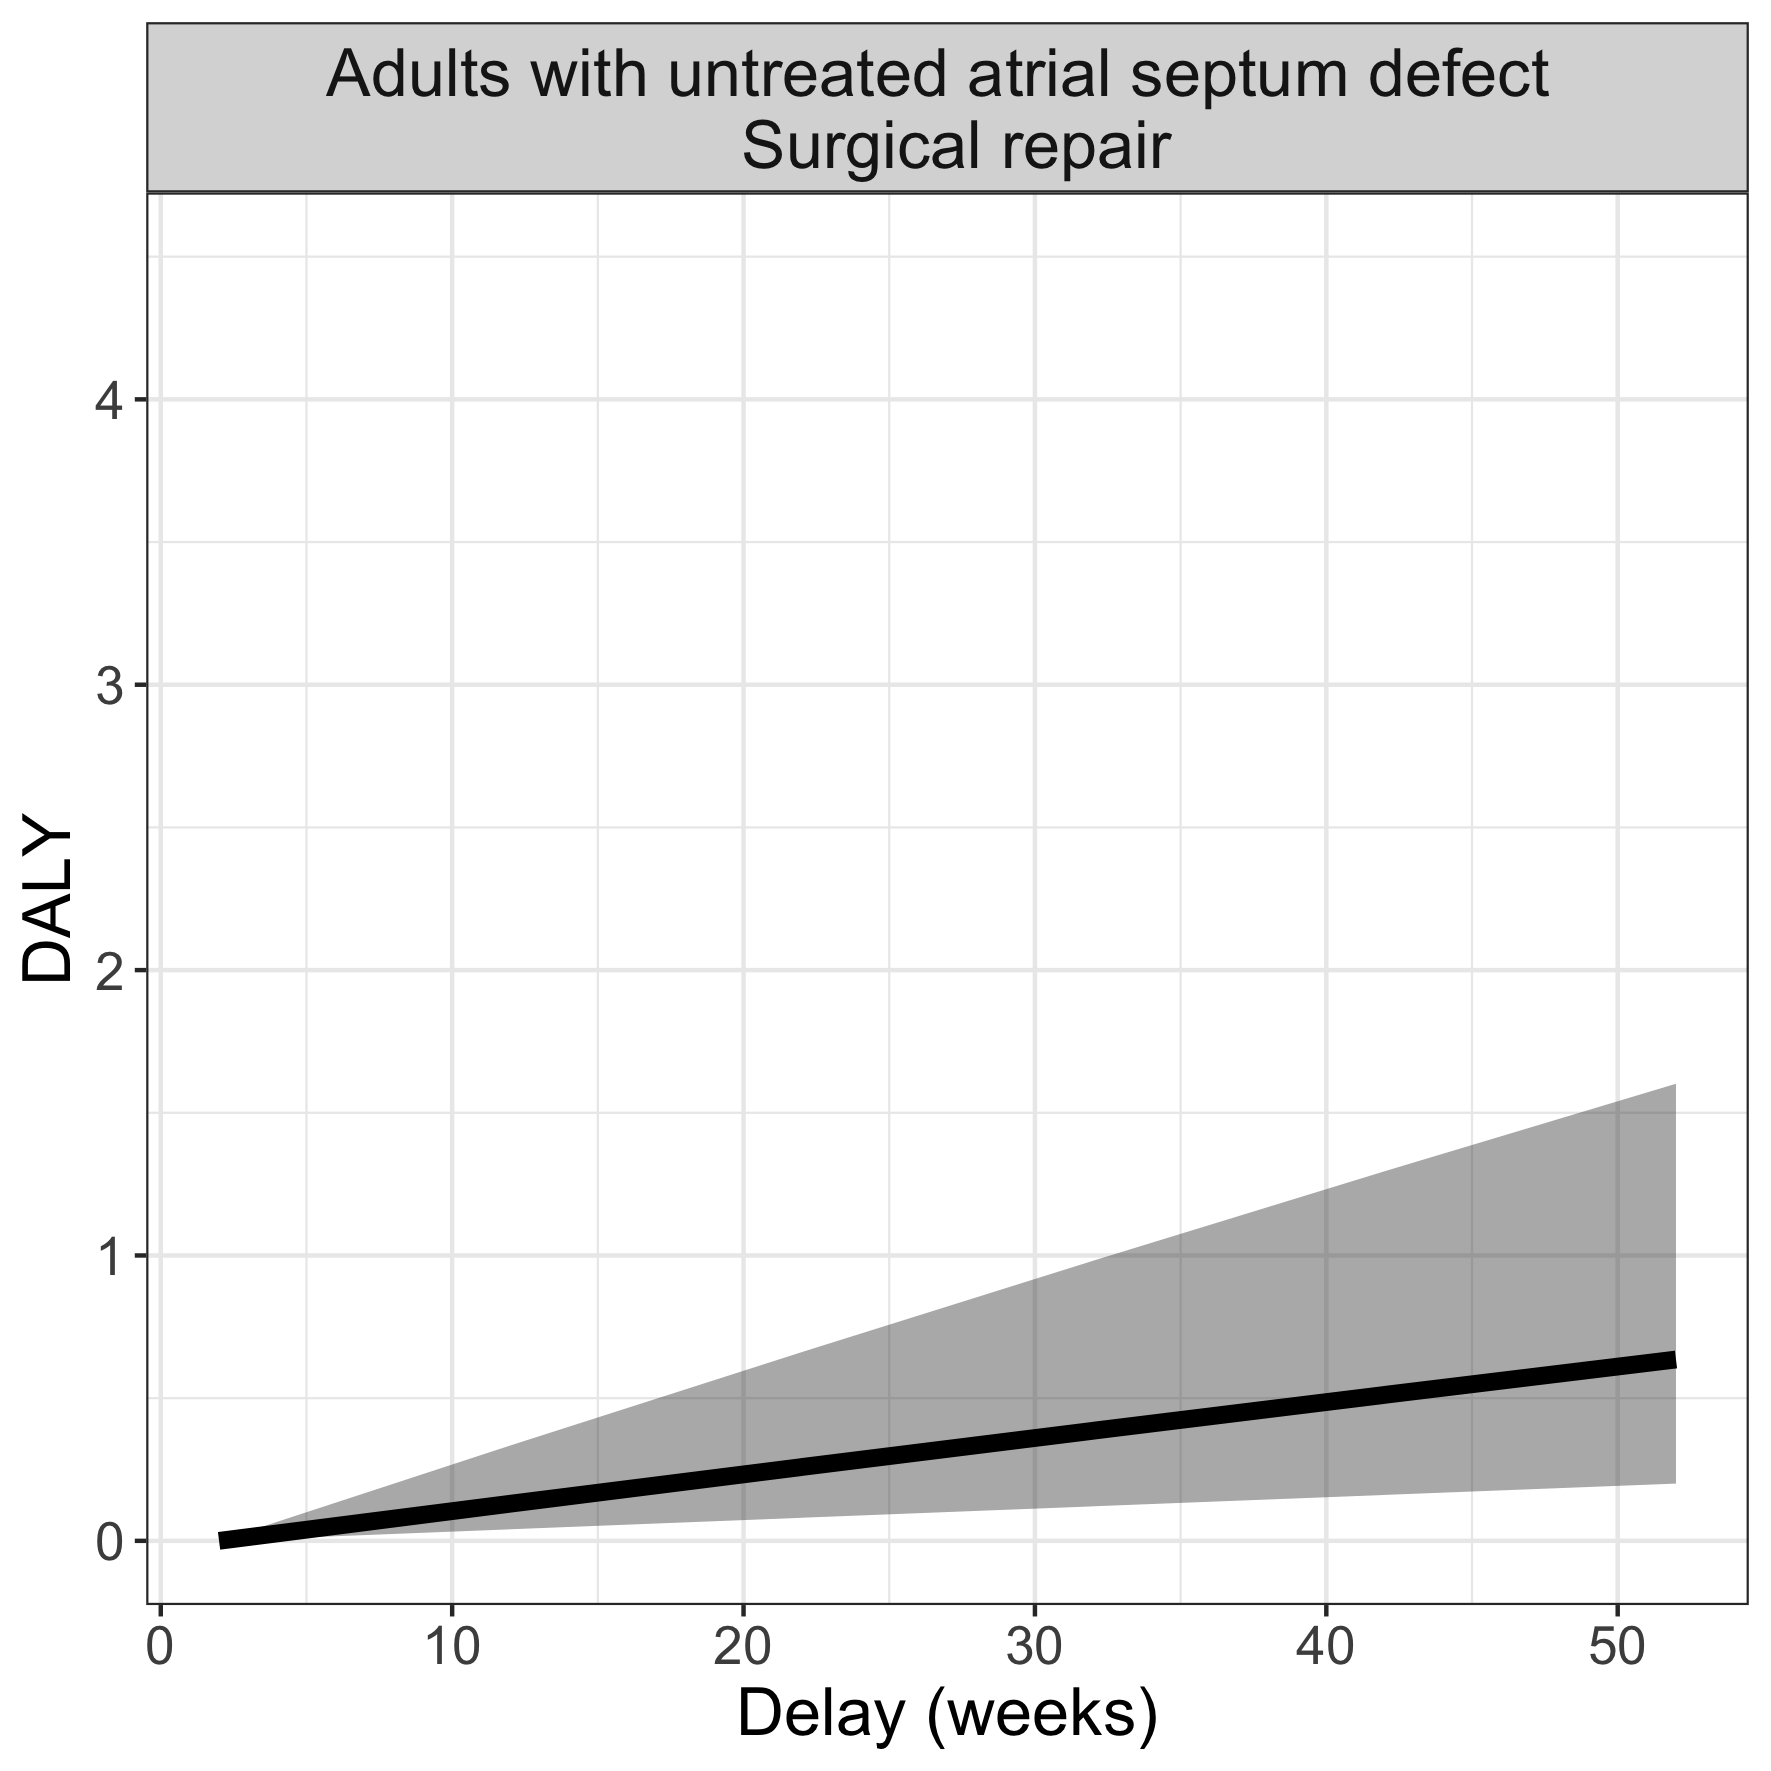 Adults with untreated atrial septum defect
Surgical repair
4
3
2
1
0
DALY
0 10 20 30 40 50
Delay (weeks)